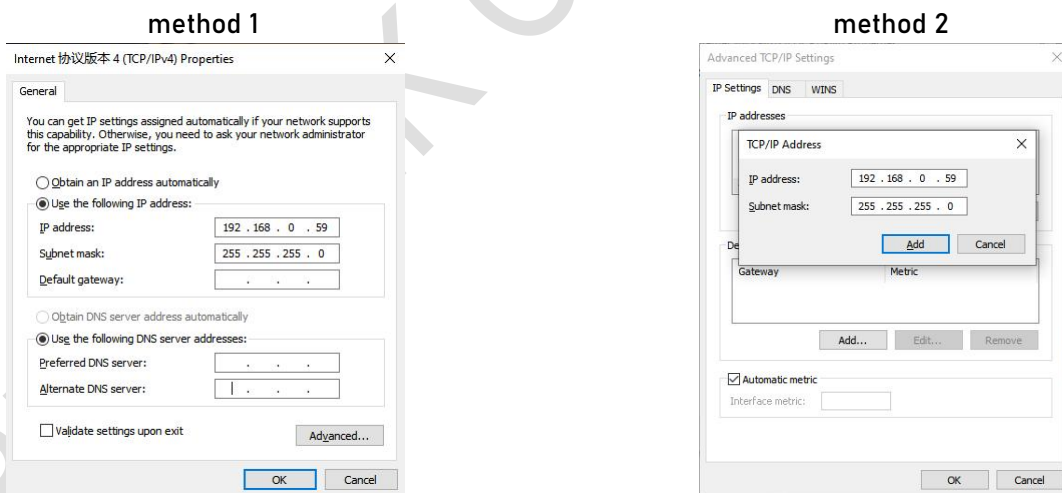 method 1
Internet 协议版本 4 (TCP/IPv4) Properties
General
You can get IP settings assigned automatically if your network supports
this capability. Otherwise, you need to ask your network administrator
for the appropriate IP settings.
Obtain an IP address automatically
Use the following IP address:
IP address: 192 . 168 . 0 . 59
Subnet mask: 255 . 255 . 255 . 0
Default gateway: . . .
Obtain DNS server address automatically
Use the following DNS server addresses:
Preferred DNS server: . . .
Alternate DNS server: . . .
Validate settings upon exit
Advanced...
OK Cancel
method 2
Advanced TCP/IP Settings
IP Settings DNS WINS
IP addresses
TCP/IP Address
IP address: 192 . 168 . 0 . 59
Subnet mask: 255 . 255 . 255 . 0
Add Cancel
De
Gateway Metric
Add... Edit... Remove
Automatic metric
Interface metric:
OK Cancel